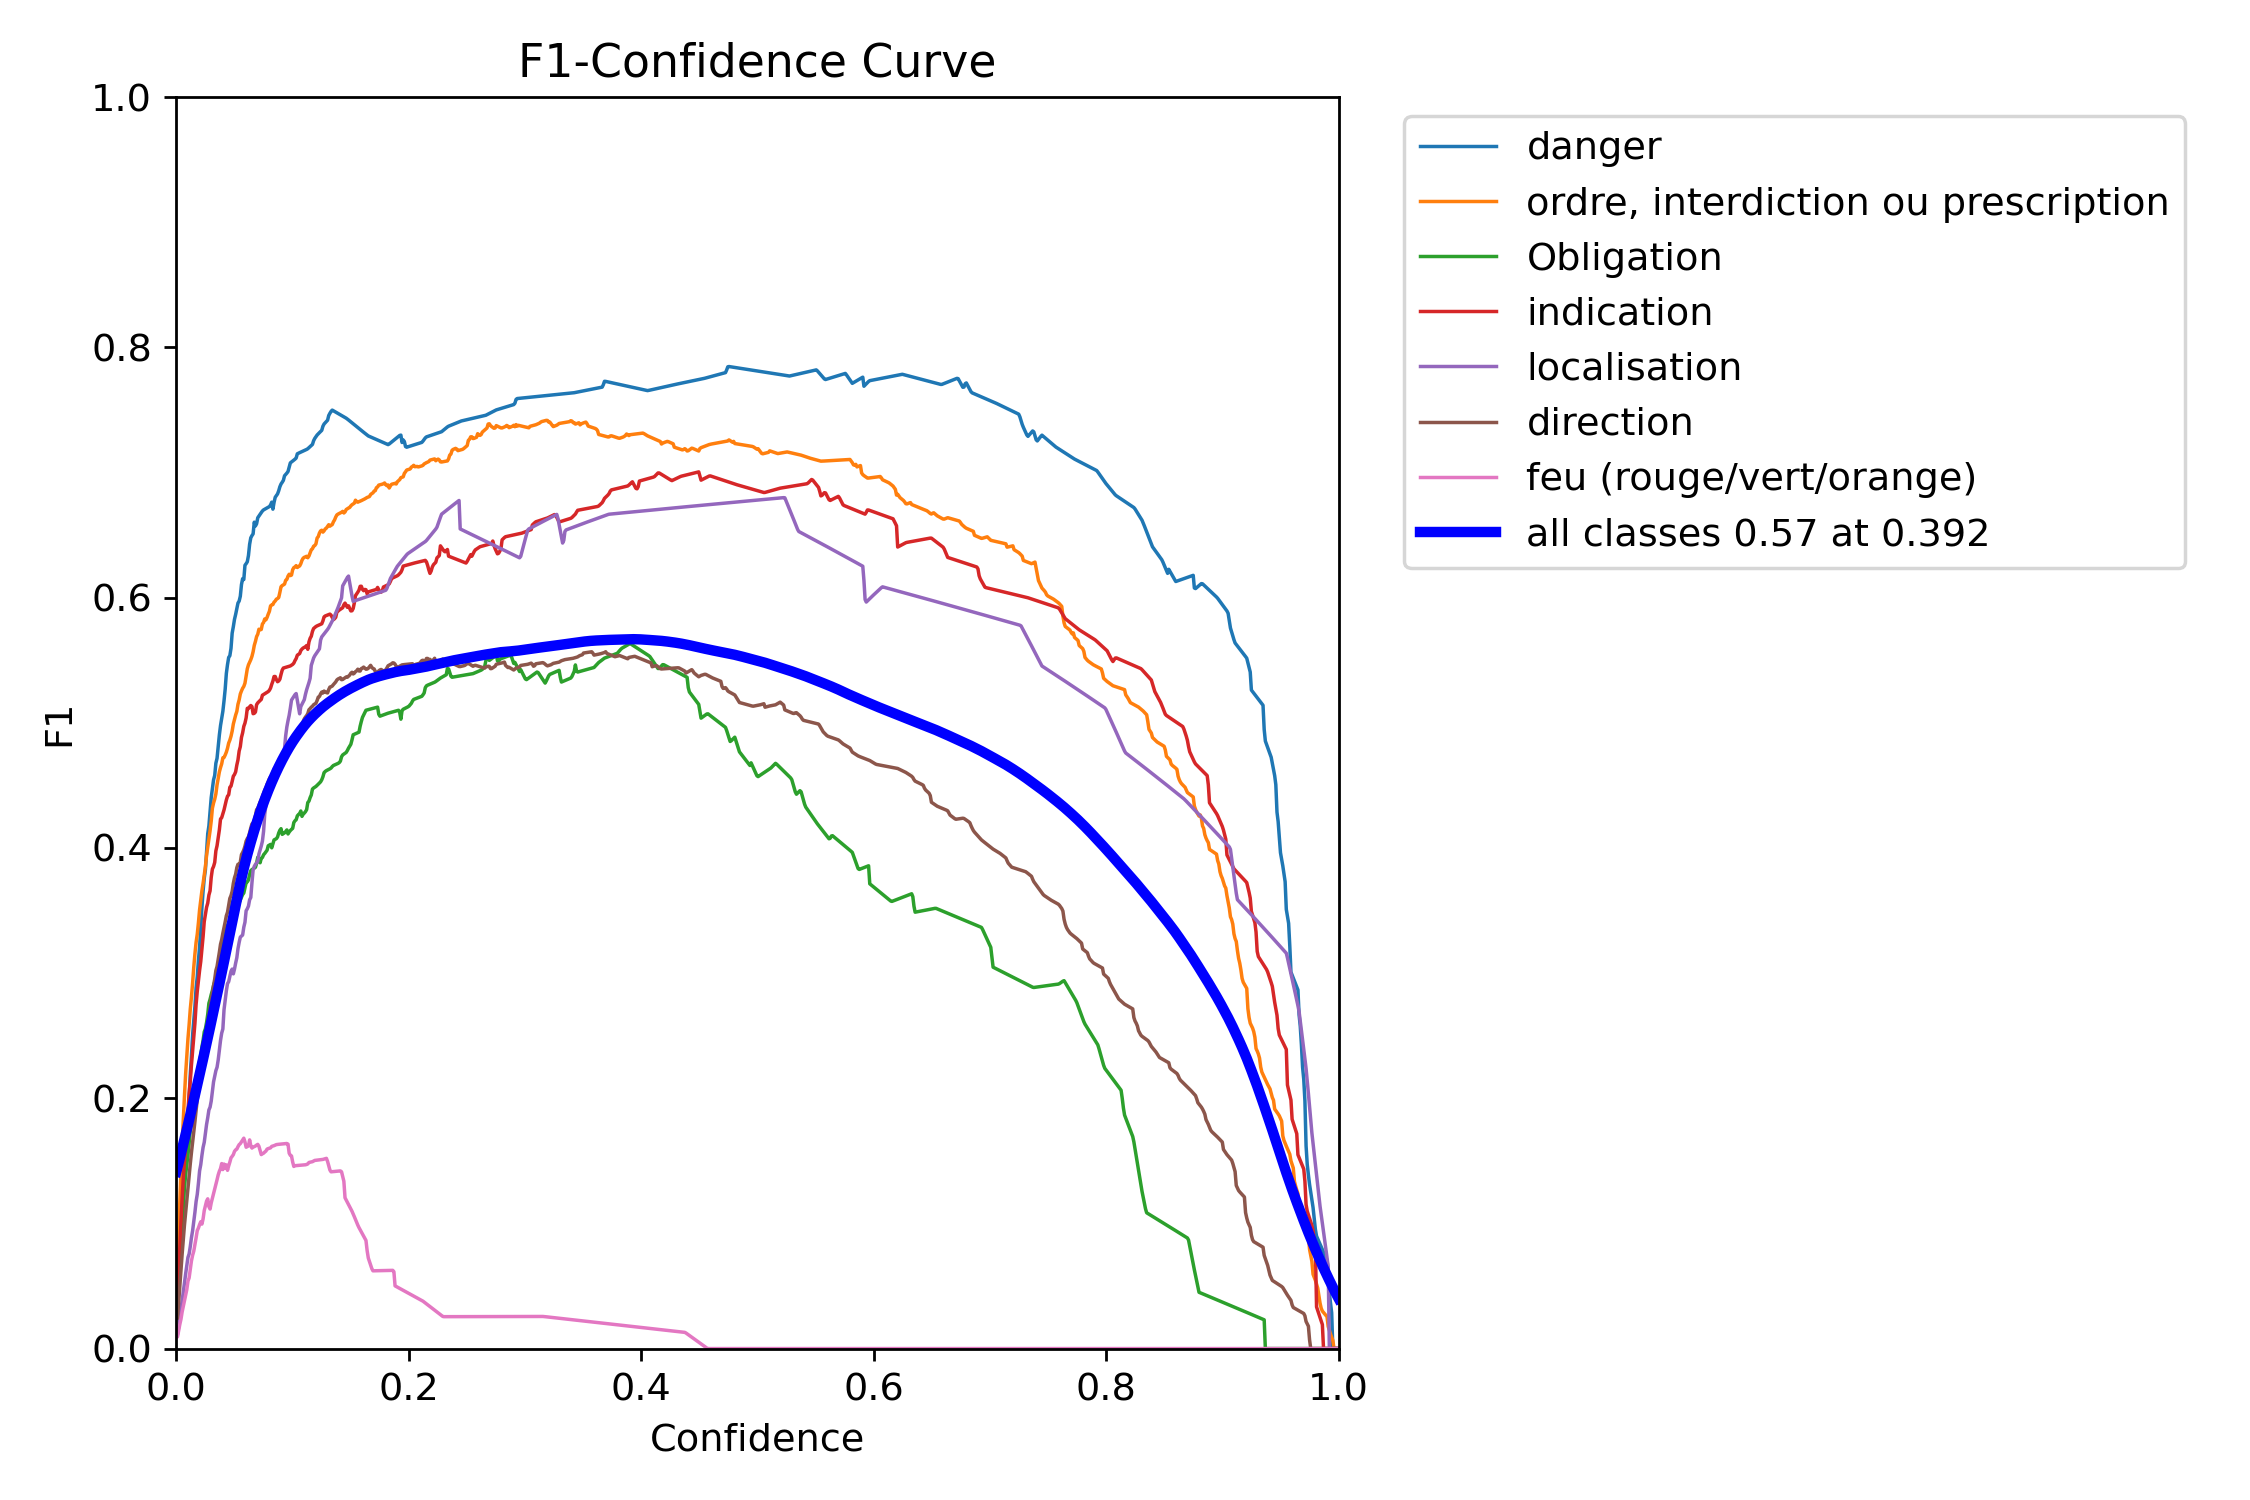 F1-Confidence Curve
1.0
0.8
0.6
0.4
0.2
0.0
F1
0.0 0.2 0.4 0.6 0.8 1.0
Confidence
danger
ordre, interdiction ou prescription
Obligation
indication
localisation
direction
feu (rouge/vert/orange)
all classes 0.57 at 0.392